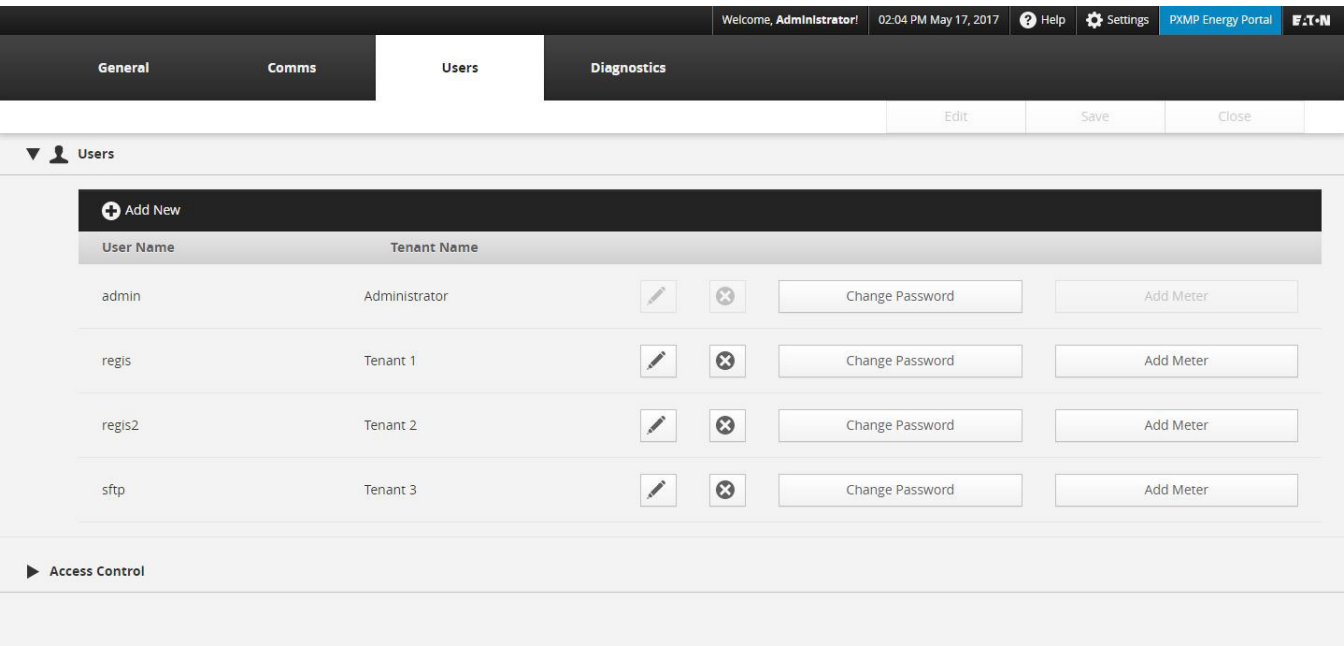 Welcome, Administrator! 02:04 PM May 17, 2017 Help Settings PXMP Energy Portal EATON
General Comms Users Diagnostics
Edit Save Close
Users
Add New
User Name Tenant Name
admin Administrator Change Password Add Meter
regis Tenant 1 Change Password Add Meter
regis2 Tenant 2 Change Password Add Meter
sftp Tenant 3 Change Password Add Meter
Access Control